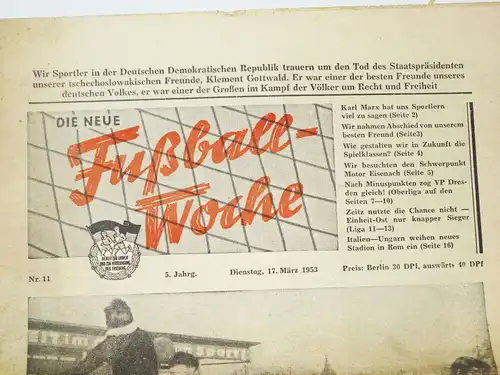 Wir Sportler in der Deutschen Demokratischen Republik trauern um den Tod des Staatspräsidenten
unserer tschechoslowakischen Freunde, Klement Gottwald. Er war einer der besten Freunde unseres
deutschen Volkes, er war einer der Großen im Kampf der Völker um Recht und Freiheit
DIE NEUE
Fußball-
Woche
Nr. 11
5. Jahrg.
Dienstag, 17. März 1953
Karl Marx hat uns Sportlern
viel zu sagen (Seite 2)
Wir nahmen Abschied von unserem
besten Freund (Seite3)
Wie gestalten wir in Zukunft die
Spielklassen? (Seite 4)
Wir besuchten den Schwerpunkt
Motor Eisenach (Seite 5)
Nach Minuspunkten zog VP Dres-
den gleich! (Oberliga auf den
Seiten 7—10)
Zeitz nutzte die Chance nicht —
Einheit-Ost nur knapper Sieger
(Liga 11—13)
Italien—Ungarn weihen neues
Stadion in Rom ein (Seite 16)
Preis: Berlin 30 DPf, auswärts 40 DPf